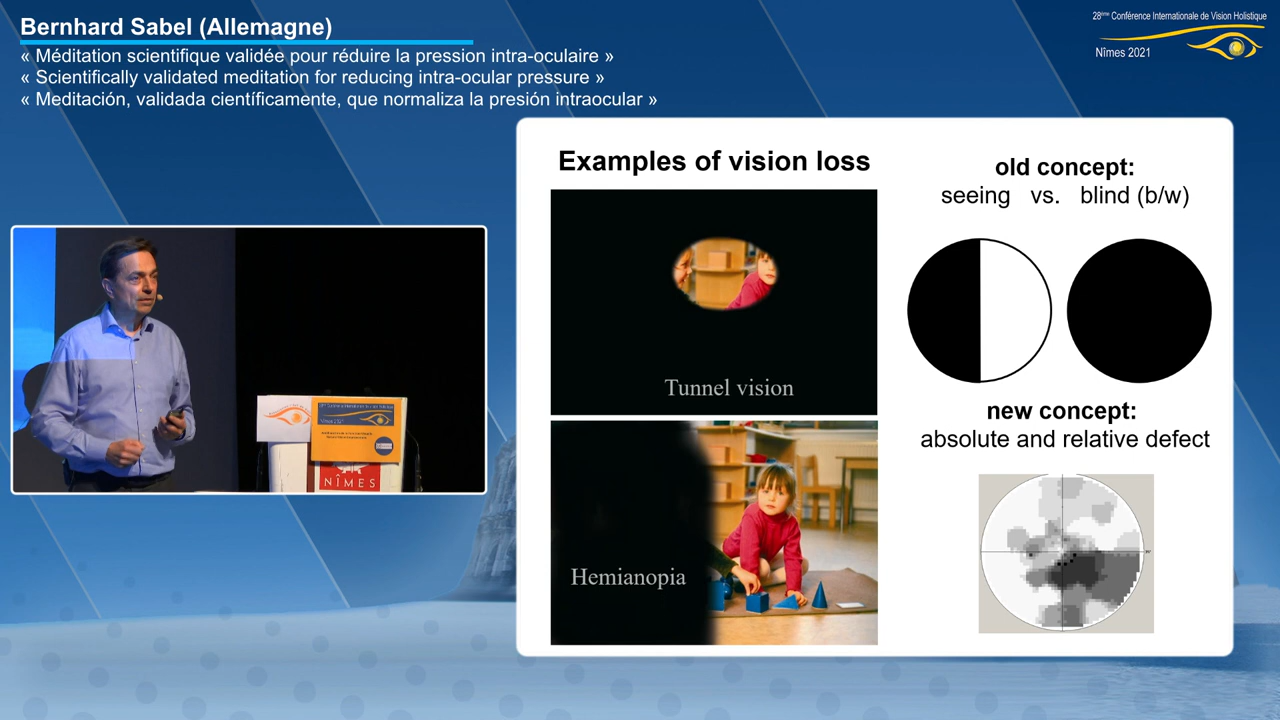 Bernhard Sabel (Allemagne)
« Méditation scientifique validée pour réduire la pression intra-oculaire »
« Scientifically validated meditation for reducing intra-ocular pressure »
« Meditación, validada científicamente, que normaliza la presión intraocular »
28ème Conférence Internationale de Vision Holistique
Nîmes 2021
Examples of vision loss
Tunnel vision
Hemianopia
old concept:
seeing vs. blind (b/w)
new concept:
absolute and relative defect
NÎMES